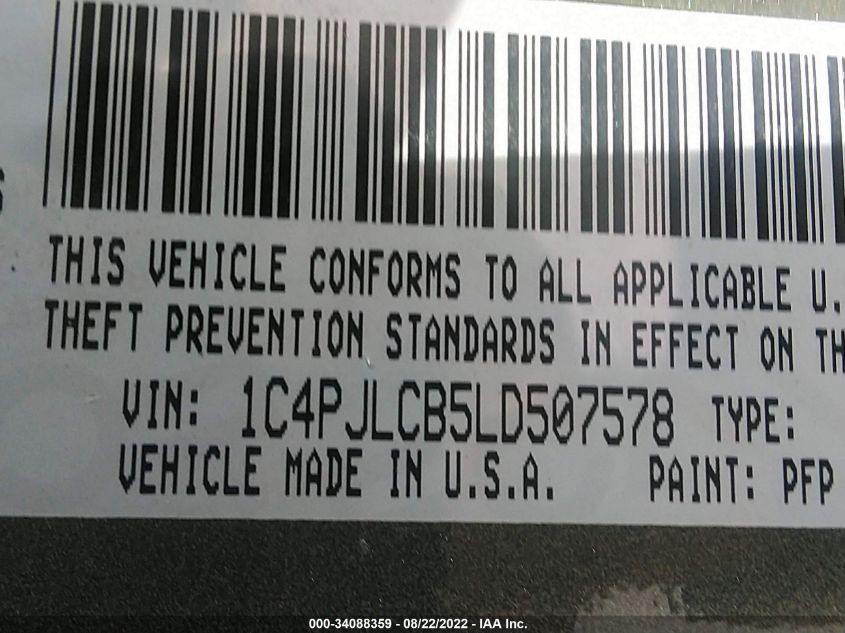 THIS VEHICLE CONFORMS TO ALL APPLICABLE U.
THEFT PREVENTION STANDARDS IN EFFECT ON TH
VIN: 1C4PJLCB5LD507578 TYPE:
VEHICLE MADE IN U.S.A. PAINT: PFP
000-34088359 - 08/22/2022 - IAA Inc.